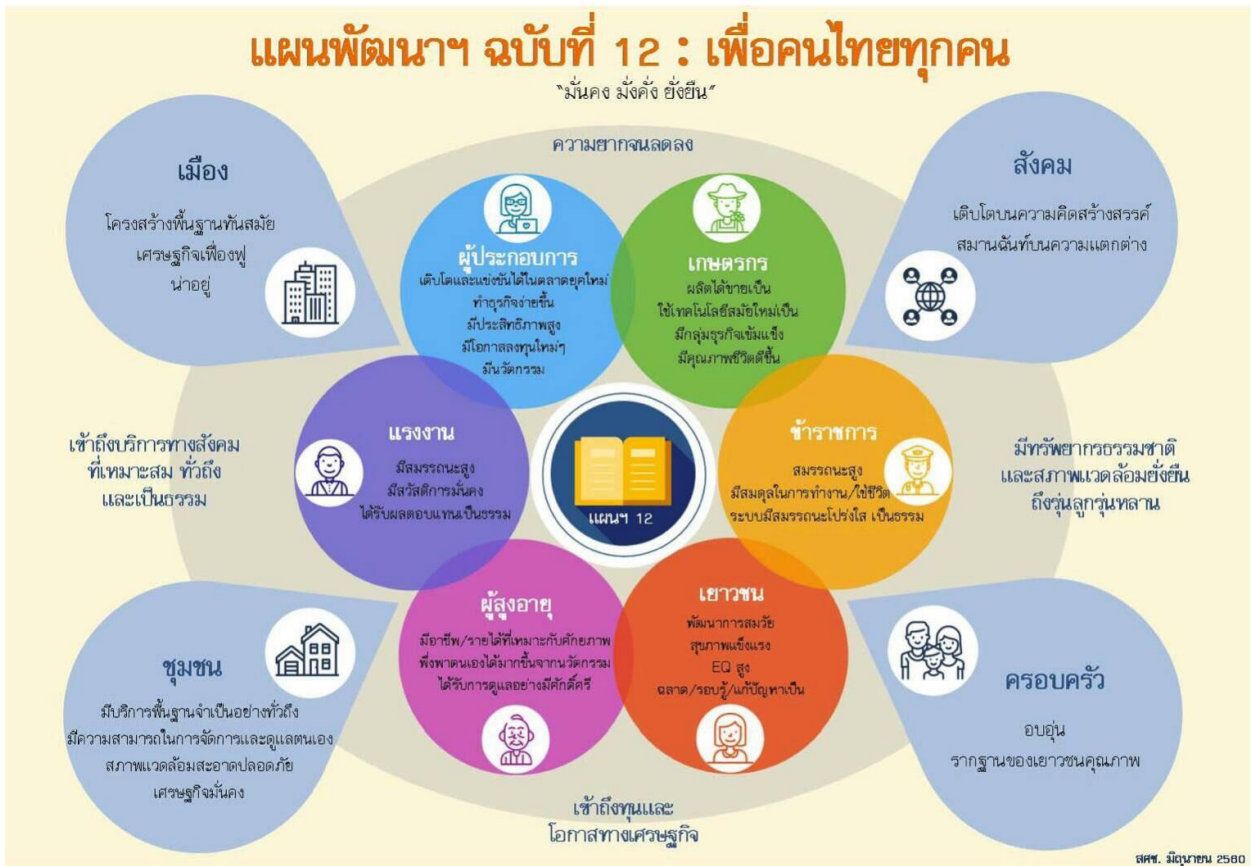 แผนพัฒนาฯ ฉบับที่ 12 : เพื่อคนไทยทุกคน
"มั่นคง มั่งคั่ง ยั่งยืน"
ความยากจนลดลง
เมือง
โครงสร้างพื้นฐานทันสมัย
เศรษฐกิจเฟื่องฟู
น่าอยู่
ผู้ประกอบการ
เติบโตและแข่งขันได้ในตลาดยุคใหม่
ทำธุรกิจง่ายขึ้น
มีประสิทธิภาพสูง
มีโอกาสลงทุนใหม่ๆ
มีนวัตกรรม
เกษตรกร
ผลิตได้ขายเป็น
ใช้เทคโนโลยีสมัยใหม่เป็น
มีกลุ่มธุรกิจเข้มแข็ง
มีคุณภาพชีวิตดีขึ้น
สังคม
เติบโตบนความคิดสร้างสรรค์
สมานฉันท์บนความแตกต่าง
เข้าถึงบริการทางสังคม
ที่เหมาะสม ทั่วถึง
และเป็นธรรม
แรงงาน
มีสมรรถนะสูง
มีสวัสดิการมั่นคง
ได้รับผลตอบแทนเป็นธรรม
แผนฯ 12
ข้าราชการ
สมรรถนะสูง
มีสมดุลในการทำงาน/ใช้ชีวิต
ระบบมีสมรรถนะโปร่งใส เป็นธรรม
มีทรัพยากรธรรมชาติ
และสภาพแวดล้อมยั่งยืน
ถึงรุ่นลูกรุ่นหลาน
ชุมชน
มีบริการพื้นฐานจำเป็นอย่างทั่วถึง
มีความสามารถในการจัดการและดูแลตนเอง
สภาพแวดล้อมสะอาดปลอดภัย
เศรษฐกิจมั่นคง
ผู้สูงอายุ
มีอาชีพ/รายได้ที่เหมาะกับศักยภาพ
พึ่งพาตนเองได้มากขึ้นจากนวัตกรรม
ได้รับการดูแลอย่างมีศักดิ์ศรี
เยาวชน
พัฒนาการสมวัย
สุขภาพแข็งแรง
EQ สูง
ฉลาด/รอบรู้/แก้ปัญหาเป็น
ครอบครัว
อบอุ่น
รากฐานของเยาวชนคุณภาพ
เข้าถึงทุนและ
โอกาสทางเศรษฐกิจ
สศช. มิถุนายน 2560